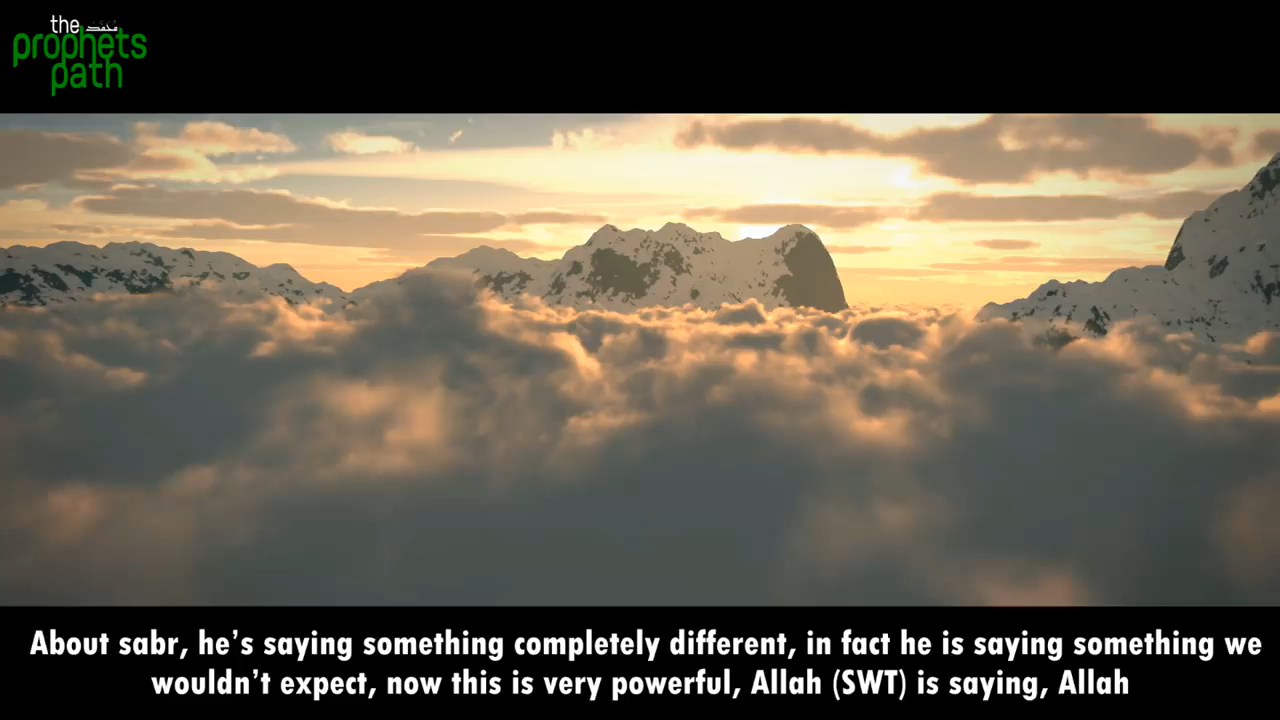 the محمد
prophets
path
About sabr, he’s saying something completely different, in fact he is saying something we
wouldn’t expect, now this is very powerful, Allah (SWT) is saying, Allah